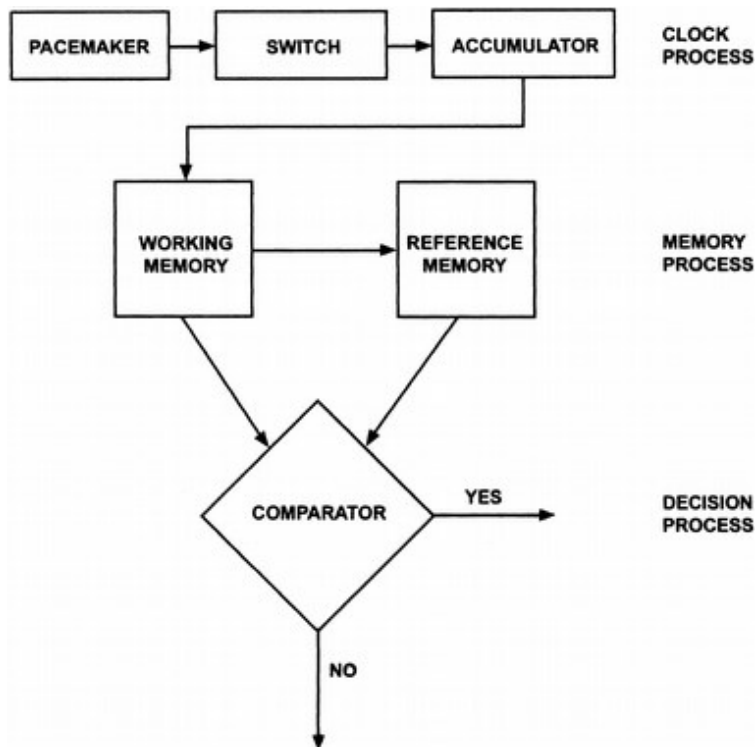 PACEMAKER
SWITCH
ACCUMULATOR
CLOCK
PROCESS
WORKING
MEMORY
REFERENCE
MEMORY
MEMORY
PROCESS
COMPARATOR
YES
DECISION
PROCESS
NO